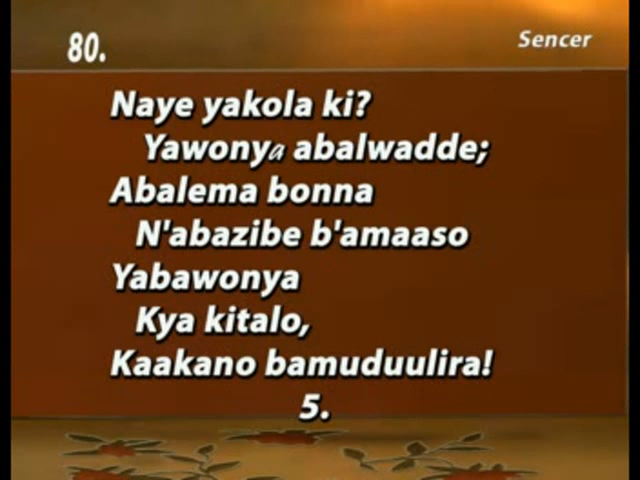 80.
Sencer
Naye yakola ki?
Yawonya abalwadde;
Abalema bonna
N'abazibe b'amaaso
Yabawonya
Kya kitalo,
Kaakano bamuduulira!
5.